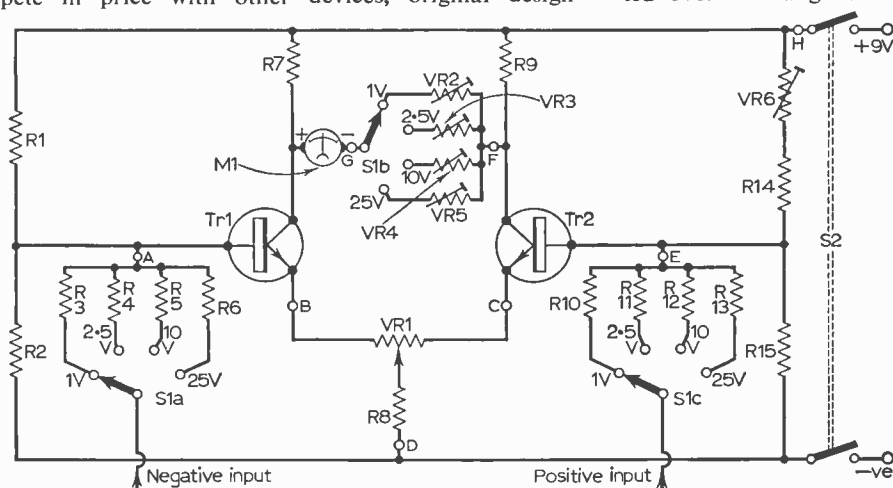 pete in price with other devices, original design
H
+9V
R7
R9
VR2
1V
VR3
2·5V
VR6
R1
+
−
G
F
M1
S1b
10V
R14
25V
VR5
VR4
Tr1
Tr2
S2
A
E
R3
R4
R5
R6
B
C
R10
R11
R12
R13
R2
2·5V
10V
VR1
2·5V
10V
R15
1V
25V
1V
25V
S1a
R8
S1c
D
Negative input
Positive input
−ve